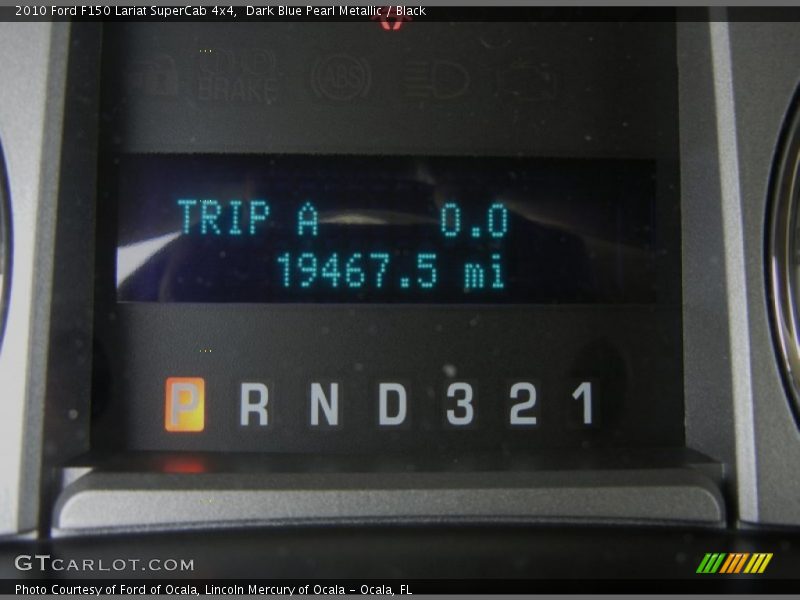 2010 Ford F150 Lariat SuperCab 4x4,  Dark Blue Pearl Metallic / Black
BRAKE ABS
TRIP A 0.0
19467.5 mi
P R N D 3 2 1
GTCARLOT.COM
Photo Courtesy of Ford of Ocala, Lincoln Mercury of Ocala - Ocala, FL